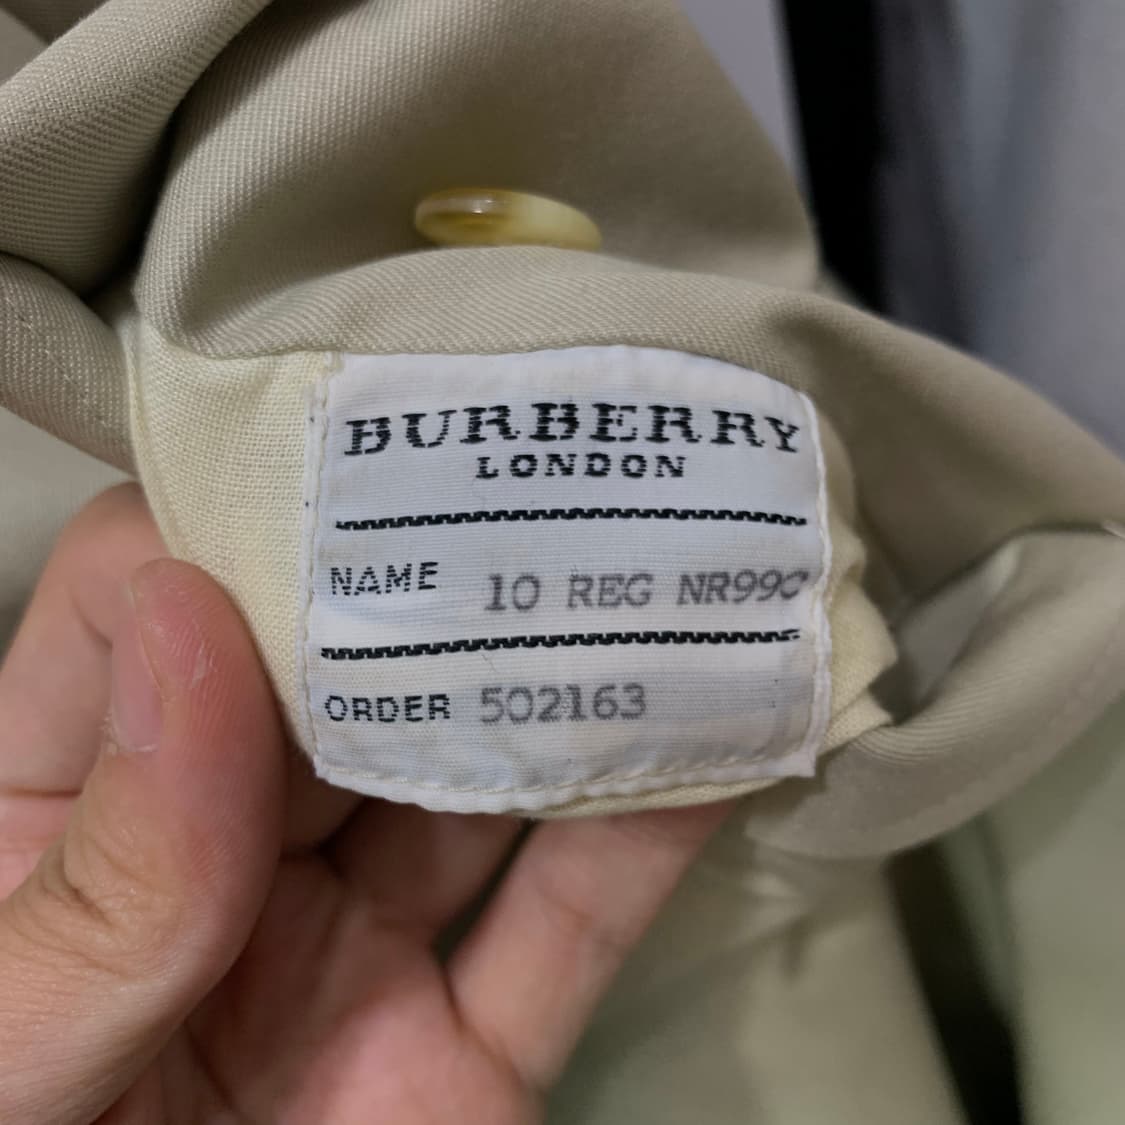 BURBERRY
LONDON
NAME 10 REG
ORDER 502163